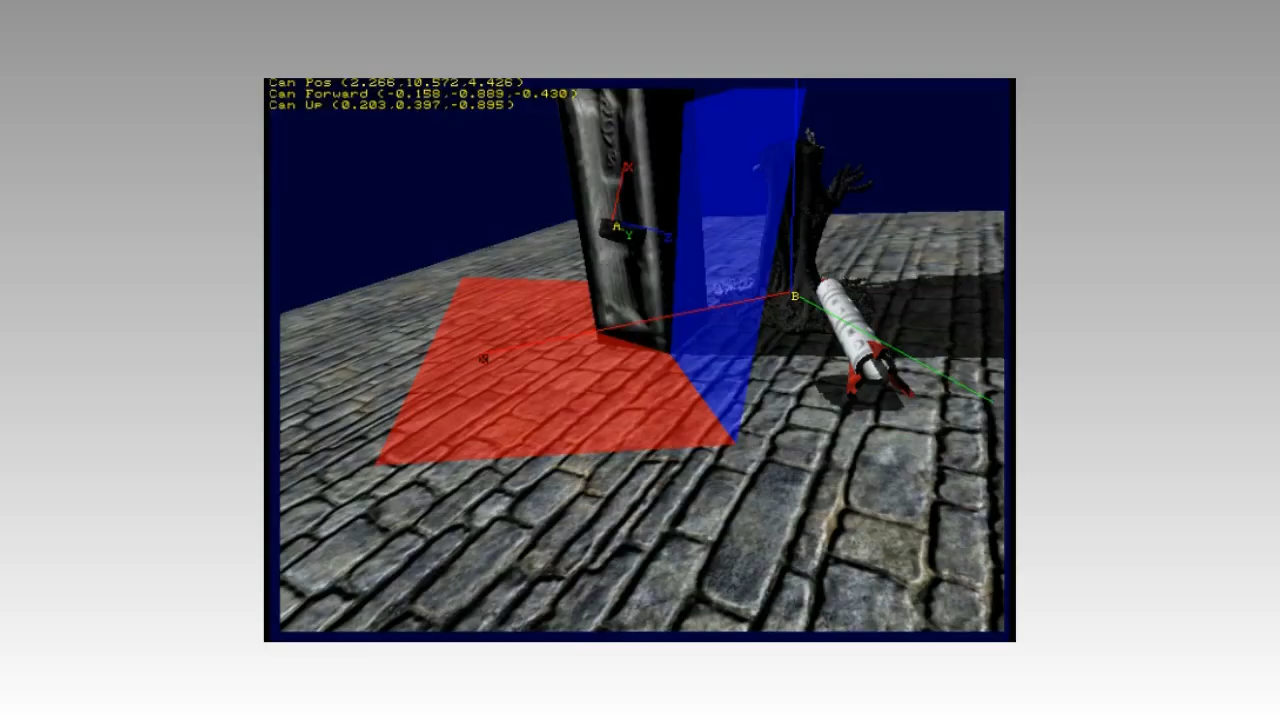 Cam Pos (2.266,10.572,4.426)
Cam Forward (-0.158,-0.889,-0.430)
Cam Up (0.203,0.397,-0.895)
X
A
Y
Z
B
X